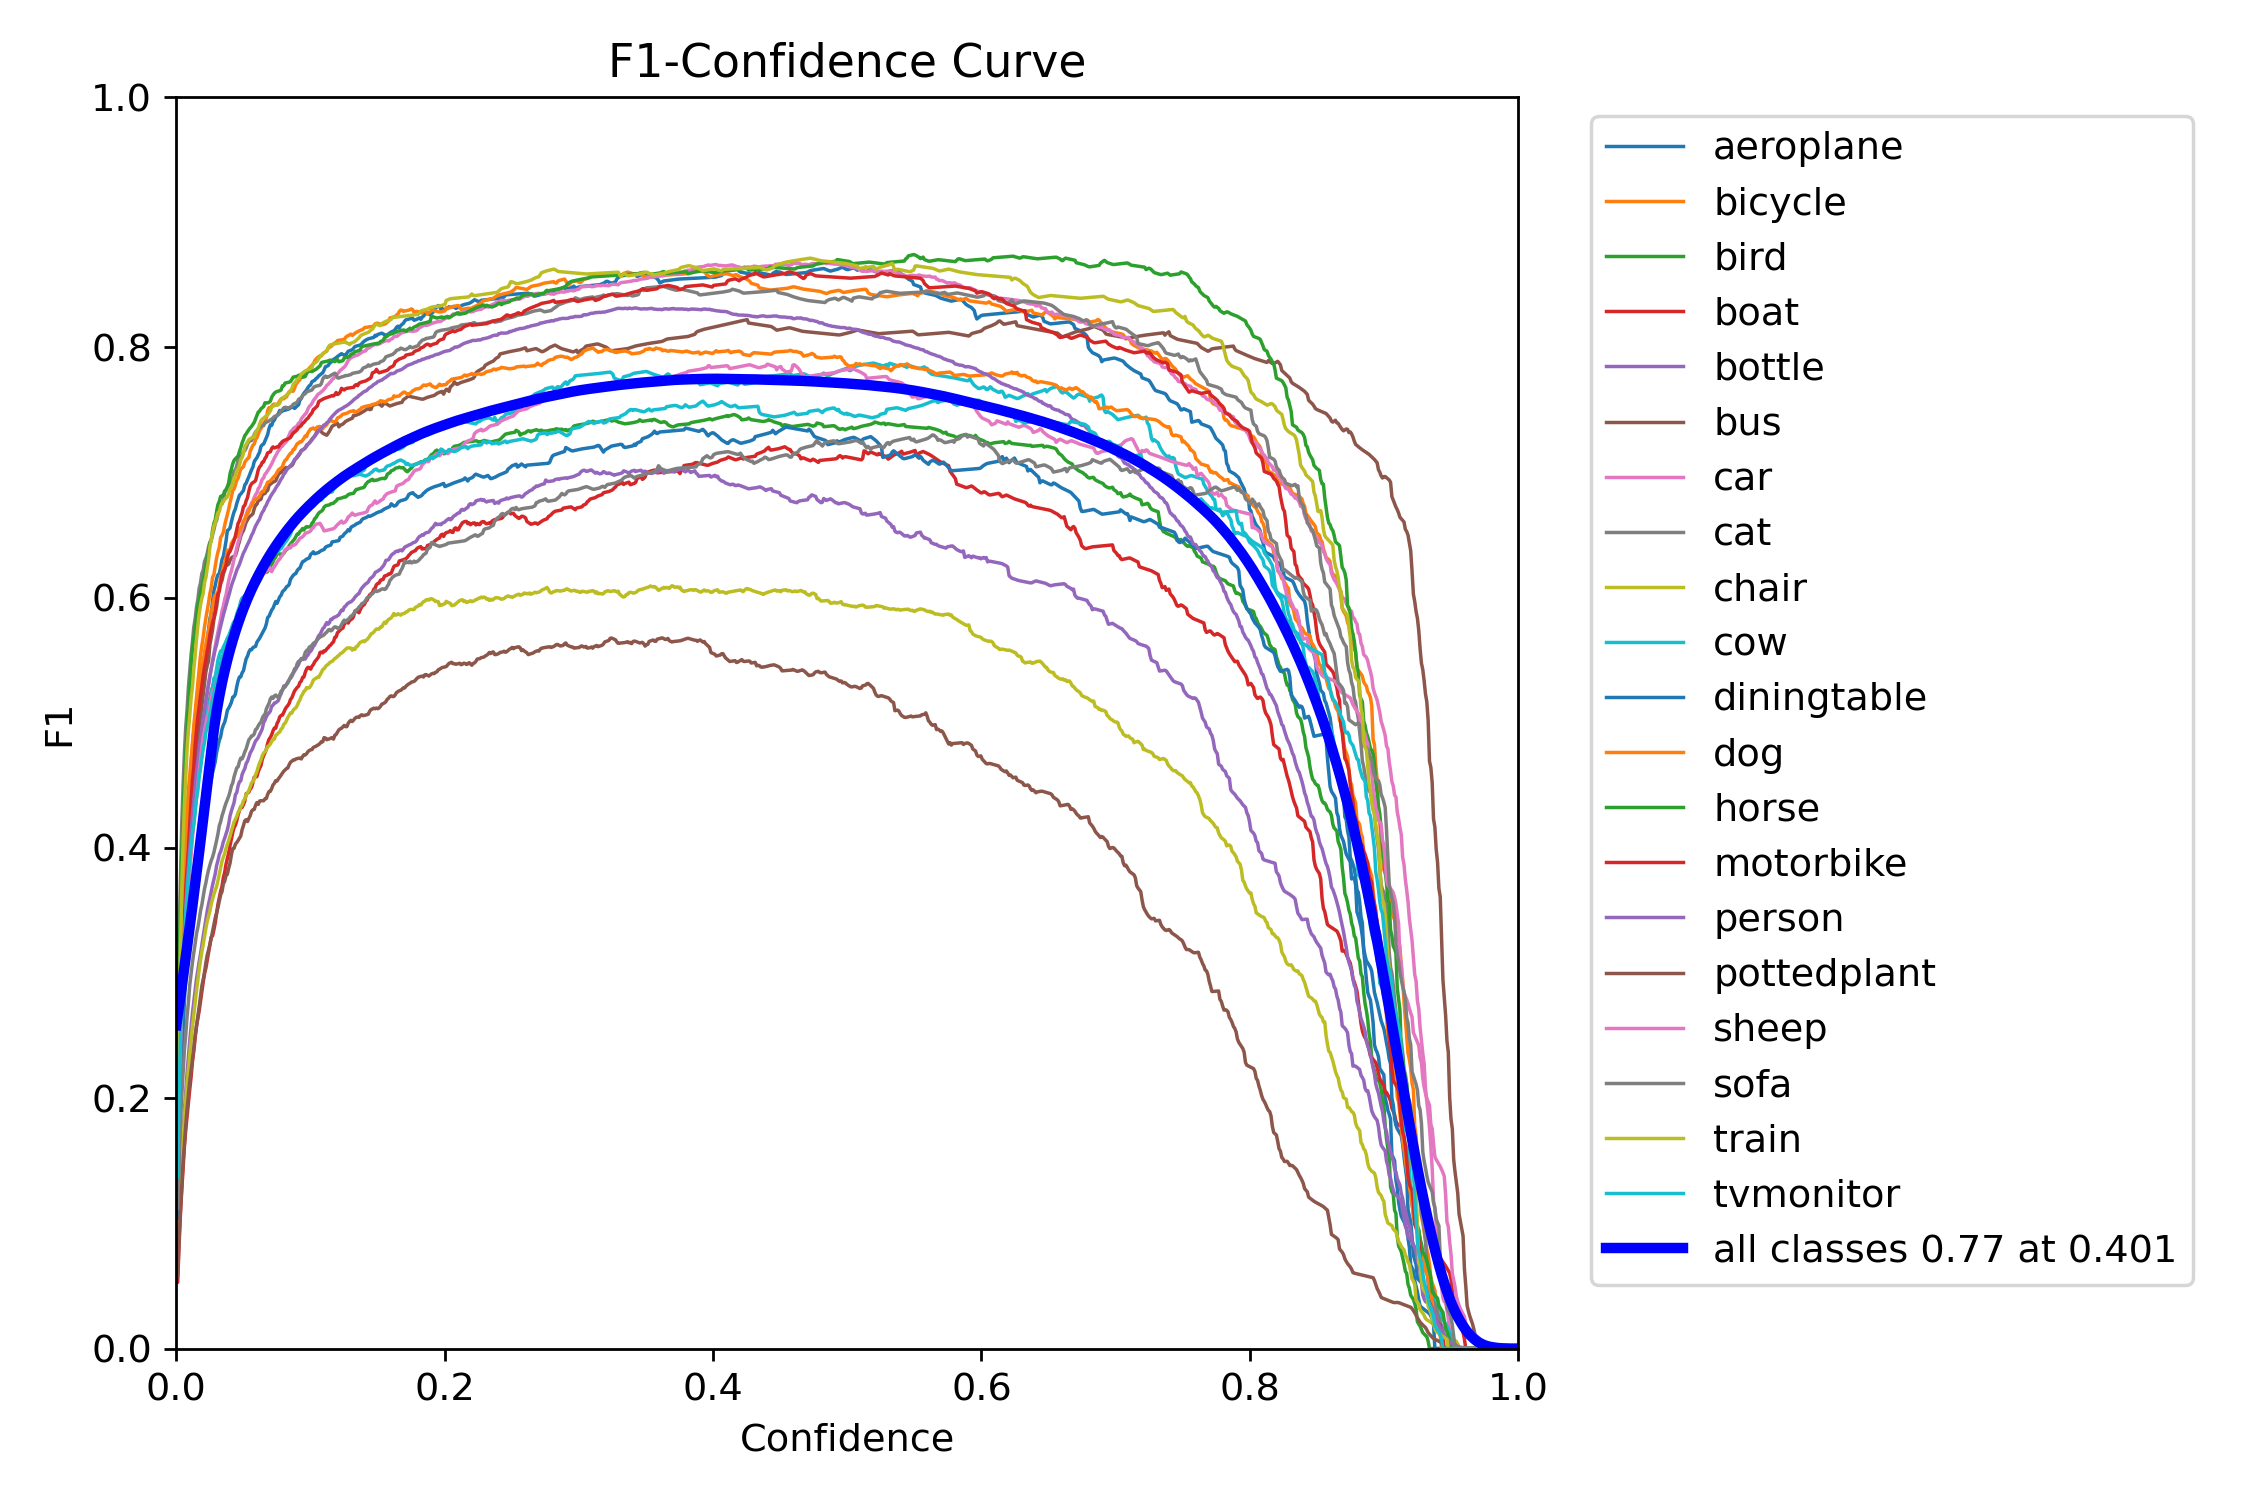 F1-Confidence Curve
1.0
0.8
0.6
0.4
0.2
0.0
F1
0.0 0.2 0.4 0.6 0.8 1.0
Confidence
aeroplane
bicycle
bird
boat
bottle
bus
car
cat
chair
cow
diningtable
dog
horse
motorbike
person
pottedplant
sheep
sofa
train
tvmonitor
all classes 0.77 at 0.401